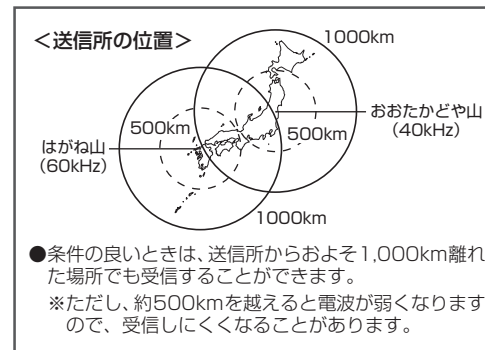 ＜送信所の位置＞
1000km
500km
おおたかどや山
（40kHz）
500km
はがね山
（60kHz）
1000km
●条件の良いときは、送信所からおよそ1,000km離れ
た場所でも受信することができます。
※ただし、約500kmを越えると電波が弱くなります
ので、受信しにくくなることがあります。